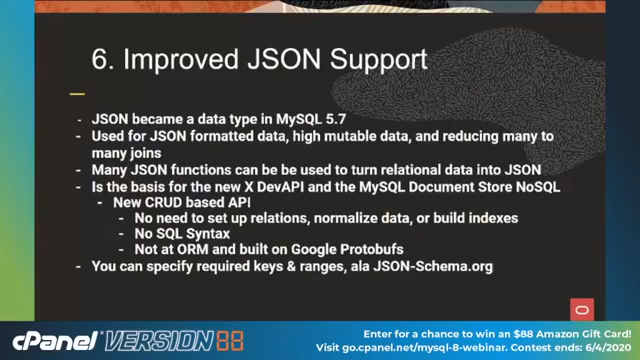 6. Improved JSON Support
- JSON became a data type in MySQL 5.7
- Used for JSON formatted data, high mutable data, and reducing many to
many joins
- Many JSON functions can be be used to turn relational data into JSON
- Is the basis for the new X DevAPI and the MySQL Document Store NoSQL
- New CRUD based API
- No need to set up relations, normalize data, or build indexes
- No SQL Syntax
- Not at ORM and built on Google Protobufs
- You can specify required keys & ranges, ala JSON-Schema.org
cPanel® VERSION 88
Enter for a chance to win an $88 Amazon Gift Card!
Visit go.cpanel.net/mysql-8-webinar. Contest ends: 6/4/2020